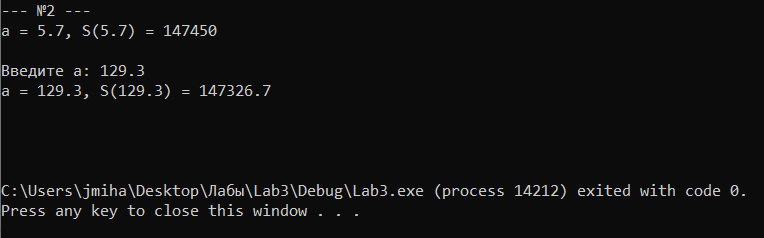 --- №2 ---
a = 5.7, S(5.7) = 147450
Введите a: 129.3
a = 129.3, S(129.3) = 147326.7
C:\Users\jmiha\Desktop\Лабы\Lab3\Debug\Lab3.exe (process 14212) exited with code 0.
Press any key to close this window . . .